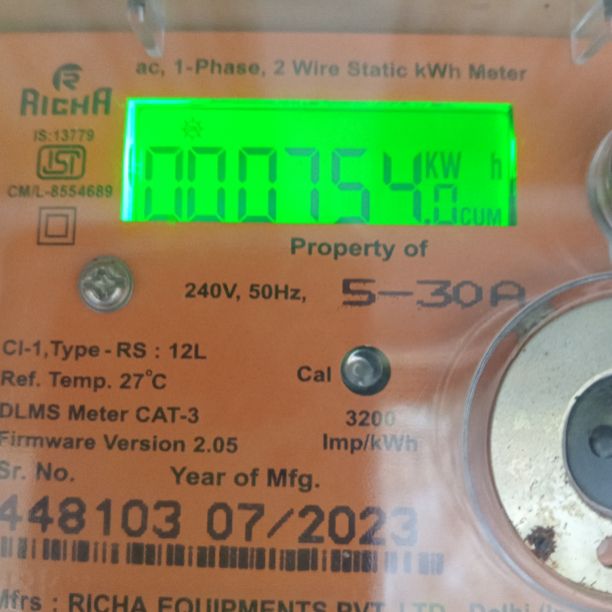 ac, 1-Phase, 2 Wire Static kWh Meter
RICHA
IS:13779
ISI
CM/L-8554689
000754.0 KW h
CUM
Property of
240V, 50Hz, 5-30A
Cl-1,Type-RS : 12L
Ref. Temp. 27°C
Cal
DLMS Meter CAT-3
3200
Firmware Version 2.05
Imp/kWh
Sr. No. Year of Mfg.
448103 07/2023
Mfrs : RICHA EQUIPMENTS PVT. LTD.